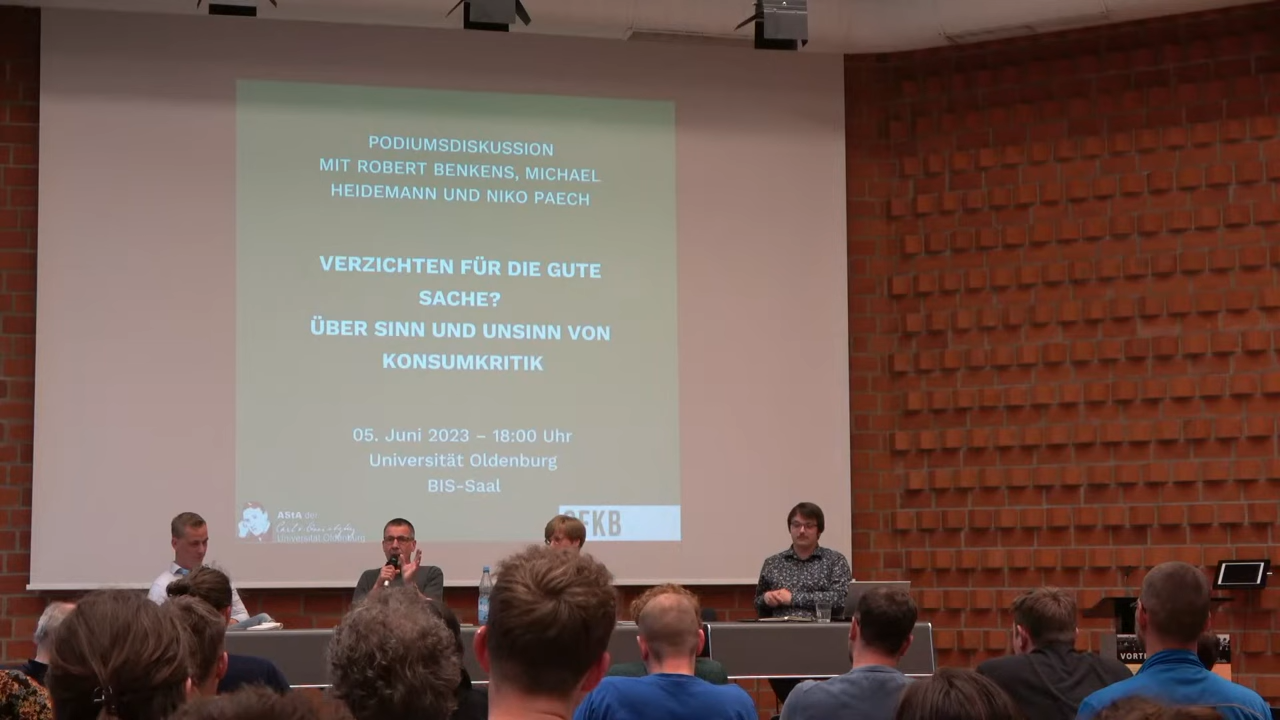 PODIUMSDISKUSSION
MIT ROBERT BENKENS, MICHAEL
HEIDEMANN UND NIKO PAECH
VERZICHTEN FÜR DIE GUTE
SACHE?
ÜBER SINN UND UNSINN VON
KONSUMKRITIK
05. Juni 2023 – 18:00 Uhr
Universität Oldenburg
BIS-Saal
AStA der
Universität Oldenburg